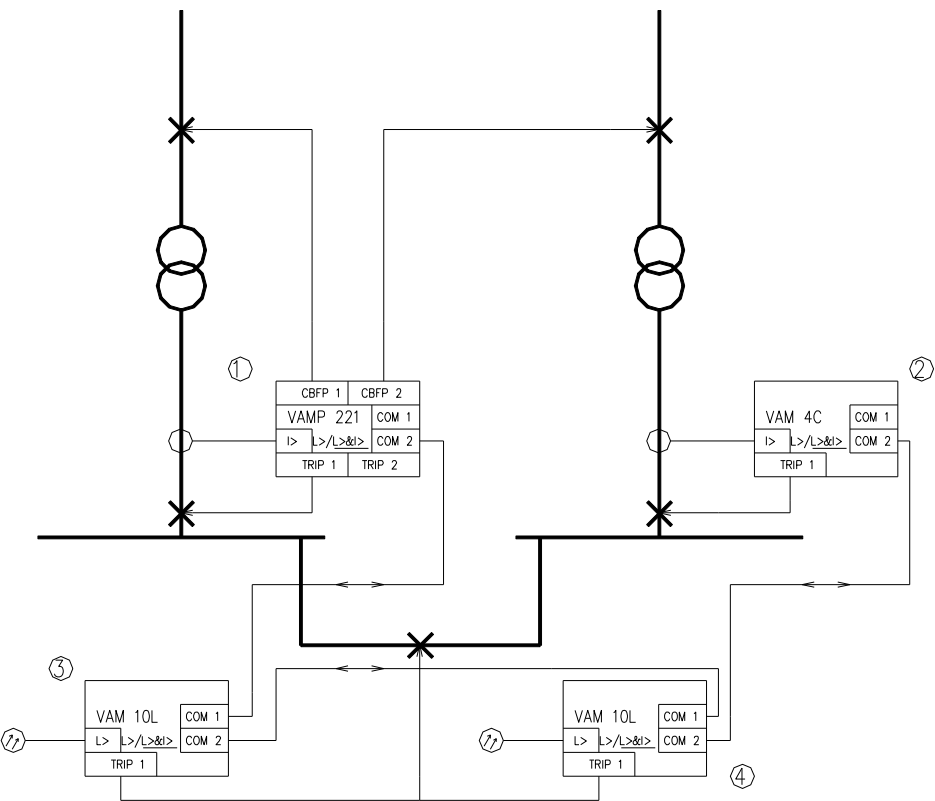 1
2
CBFP 1 CBFP 2
VAMP 221 COM 1
I> L>/L>&I> COM 2
TRIP 1 TRIP 2
VAM 4C COM 1
I> L>/L>&I> COM 2
TRIP 1
3
VAM 10L COM 1
L> L>/L>&I> COM 2
TRIP 1
VAM 10L COM 1
L> L>/L>&I> COM 2
TRIP 1
4